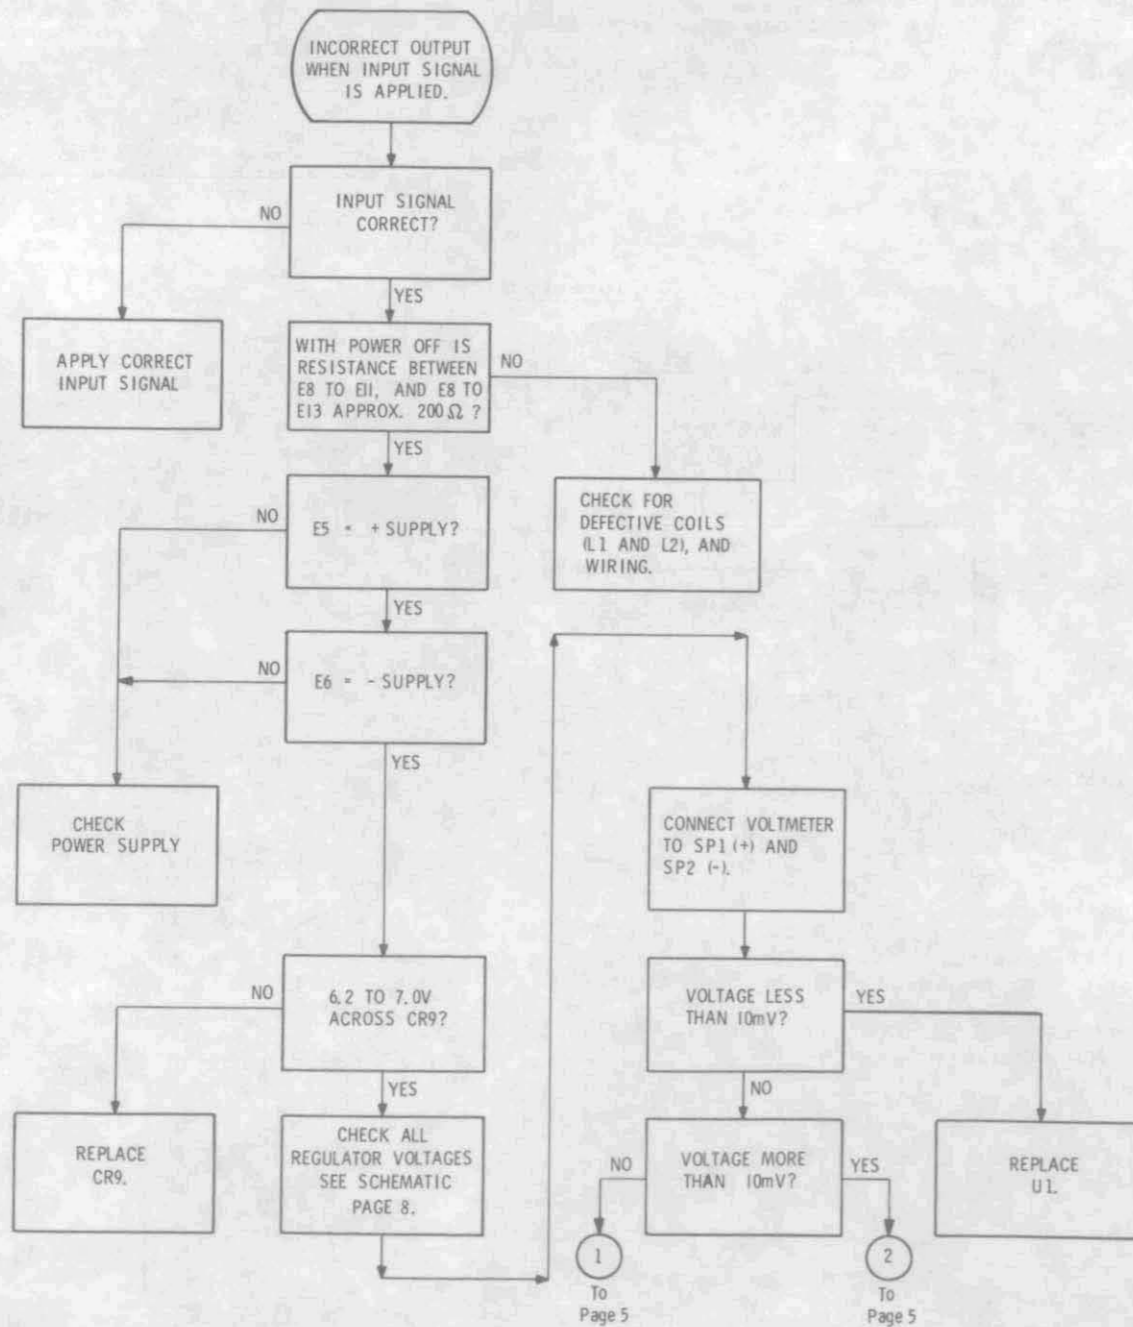 INCORRECT OUTPUT
WHEN INPUT SIGNAL
IS APPLIED.
INPUT SIGNAL
CORRECT?
NO
YES
APPLY CORRECT
INPUT SIGNAL
WITH POWER OFF IS
RESISTANCE BETWEEN
E8 TO E11, AND E8 TO
E13 APPROX. 200Ω ?
NO
YES
CHECK FOR
DEFECTIVE COILS
(L1 AND L2), AND
WIRING.
E5 = + SUPPLY?
NO
YES
E6 = - SUPPLY?
NO
YES
CHECK
POWER SUPPLY
6.2 TO 7.0V
ACROSS CR9?
NO
YES
REPLACE
CR9.
CHECK ALL
REGULATOR VOLTAGES
SEE SCHEMATIC
PAGE 8.
CONNECT VOLTMETER
TO SP1 (+) AND
SP2 (-).
VOLTAGE LESS
THAN 10mV?
YES
NO
REPLACE
U1.
VOLTAGE MORE
THAN 10mV?
NO
YES
1
To
Page 5
2
To
Page 5